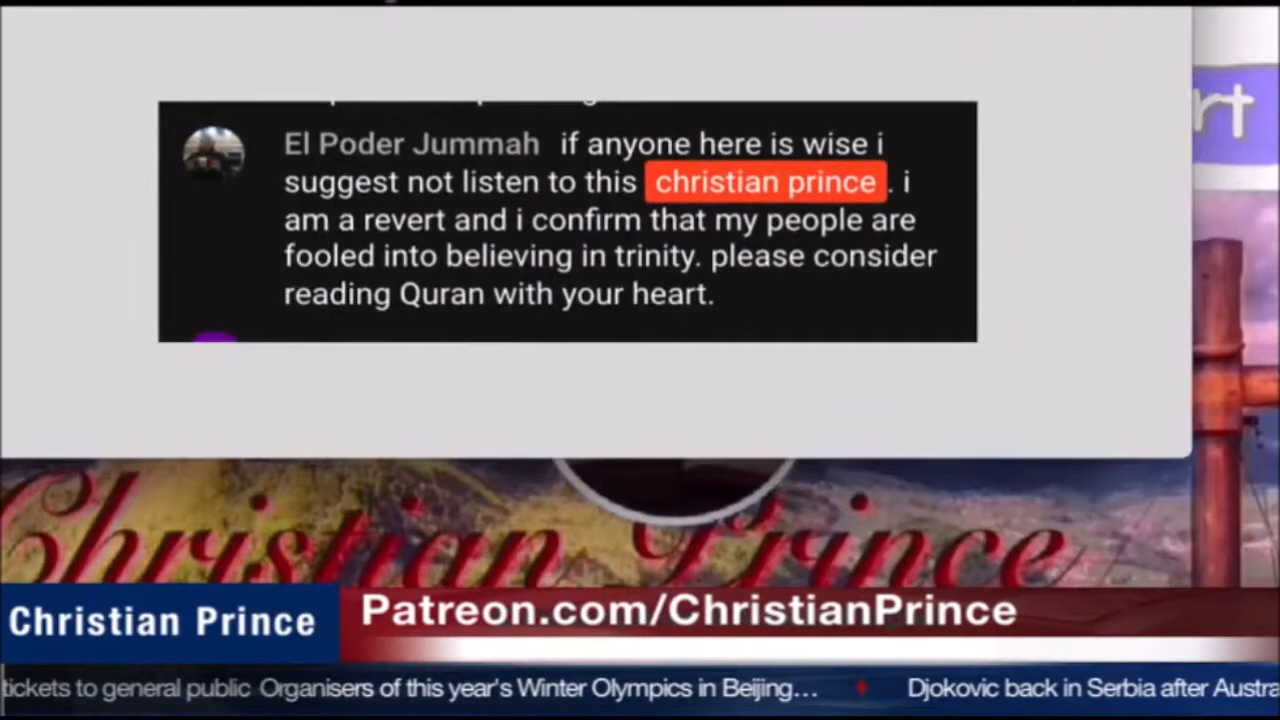 El Poder Jummah if anyone here is wise i
suggest not listen to this christian prince . i
am a revert and i confirm that my people are
fooled into believing in trinity. please consider
reading Quran with your heart.
rt
Christian Prince
Christian Prince
Patreon.com/ChristianPrince
tickets to general public Organisers of this year's Winter Olympics in Beijing... ♦ Djokovic back in Serbia after Austra